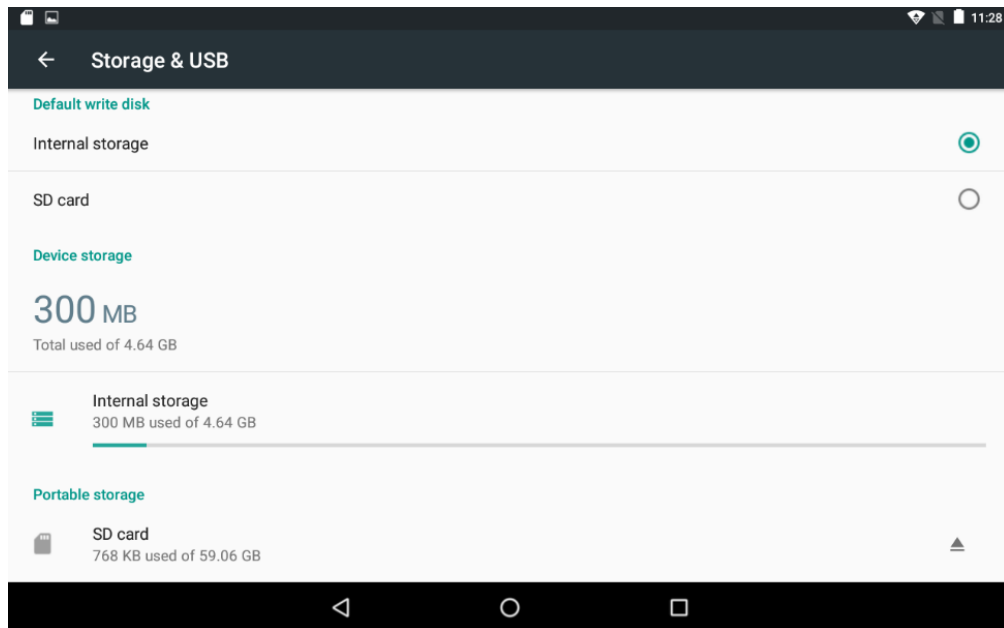 11:28
Storage & USB
Default write disk
Internal storage
SD card
Device storage
300 MB
Total used of 4.64 GB
Internal storage
300 MB used of 4.64 GB
Portable storage
SD card
768 KB used of 59.06 GB